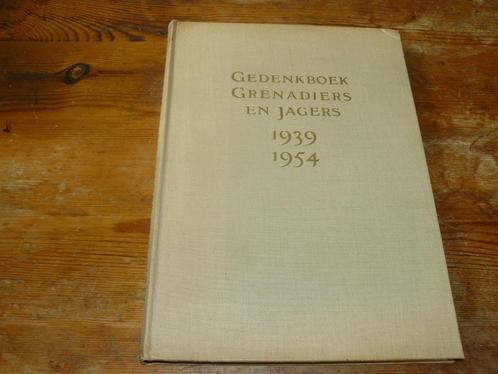 GEDENKBOEK
GRENADIERS
EN JAGERS
1939
1954